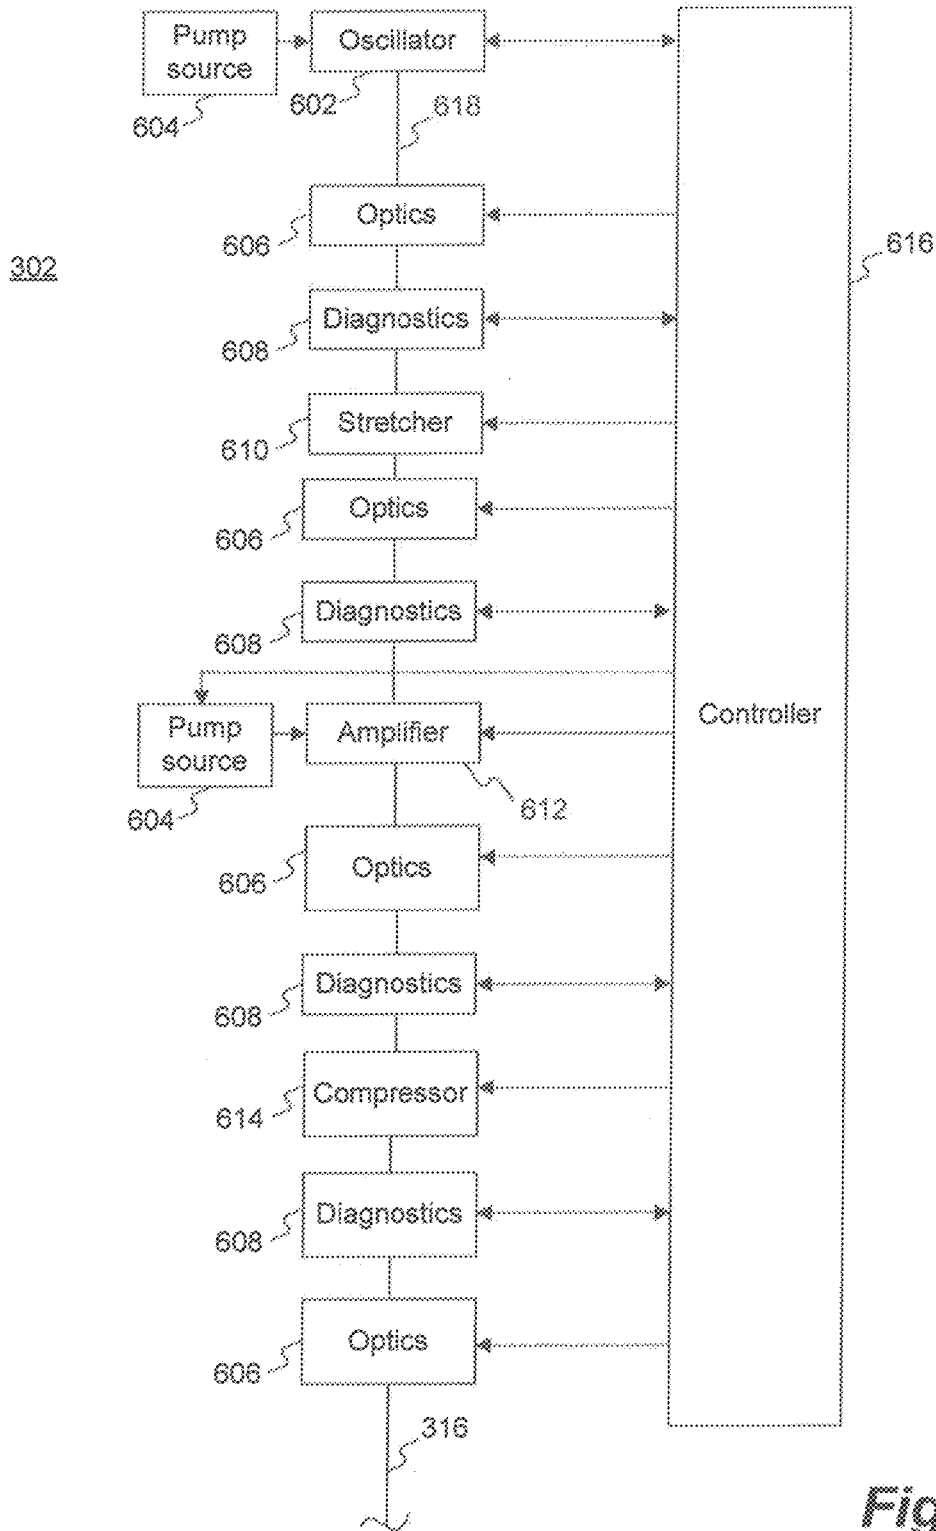 Pump
source
604
Oscillator
602
618
Optics
606
616
302
Diagnostics
608
Stretcher
610
Optics
606
Diagnostics
608
Controller
Pump
source
604
Amplifier
612
Optics
606
Diagnostics
608
Compressor
614
Diagnostics
608
Optics
606
316
Fig